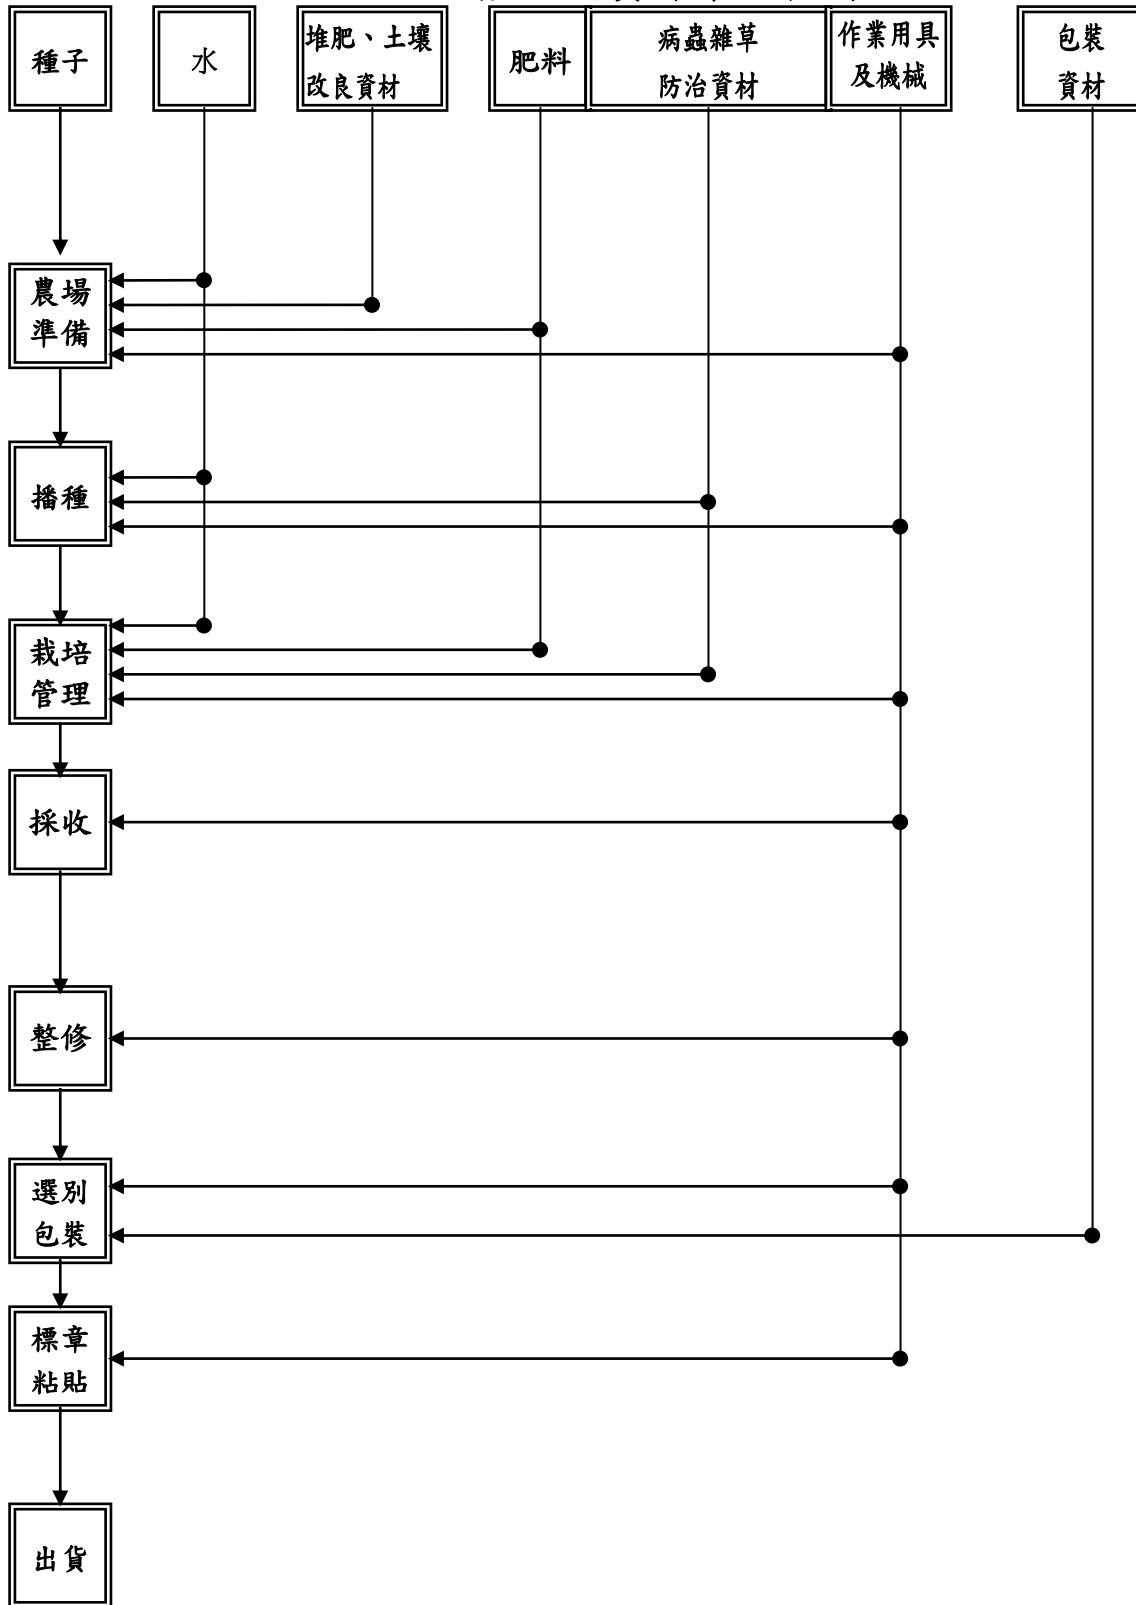 種子
水
堆肥、土壤
改良資材
肥料
病蟲雜草
防治資材
作業用具
及機械
包裝
資材
農場
準備
播種
栽培
管理
採收
整修
選別
包裝
標章
粘貼
出貨